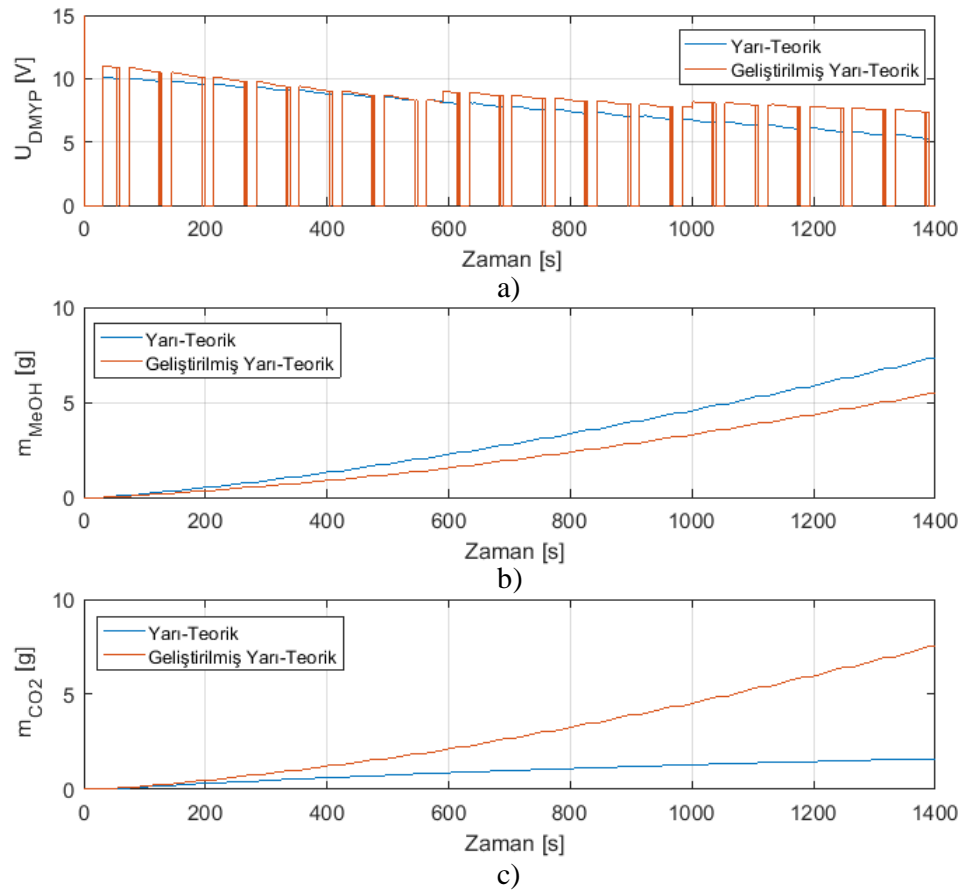 15
10
5
0
U_DMYP [V]
Yarı-Teorik
Geliştirilmiş Yarı-Teorik
0 200 400 600 800 1000 1200 1400
Zaman [s]
a)
10
5
0
m_MeOH [g]
Yarı-Teorik
Geliştirilmiş Yarı-Teorik
0 200 400 600 800 1000 1200 1400
Zaman [s]
b)
10
5
0
m_CO2 [g]
Yarı-Teorik
Geliştirilmiş Yarı-Teorik
0 200 400 600 800 1000 1200 1400
Zaman [s]
c)